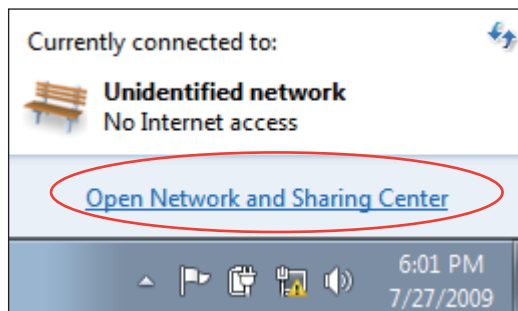 Currently connected to:
Unidentified network
No Internet access
Open Network and Sharing Center
6:01 PM
7/27/2009